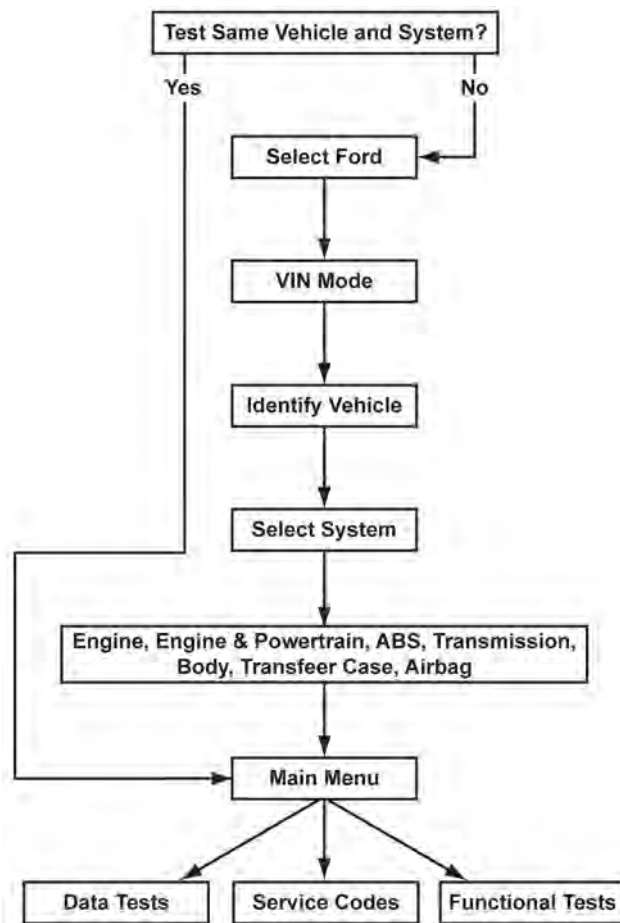 Test Same Vehicle and System?
Yes
No
Select Ford
VIN Mode
Identify Vehicle
Select System
Engine, Engine & Powertrain, ABS, Transmission,
Body, Transfeer Case, Airbag
Main Menu
Data Tests
Service Codes
Functional Tests